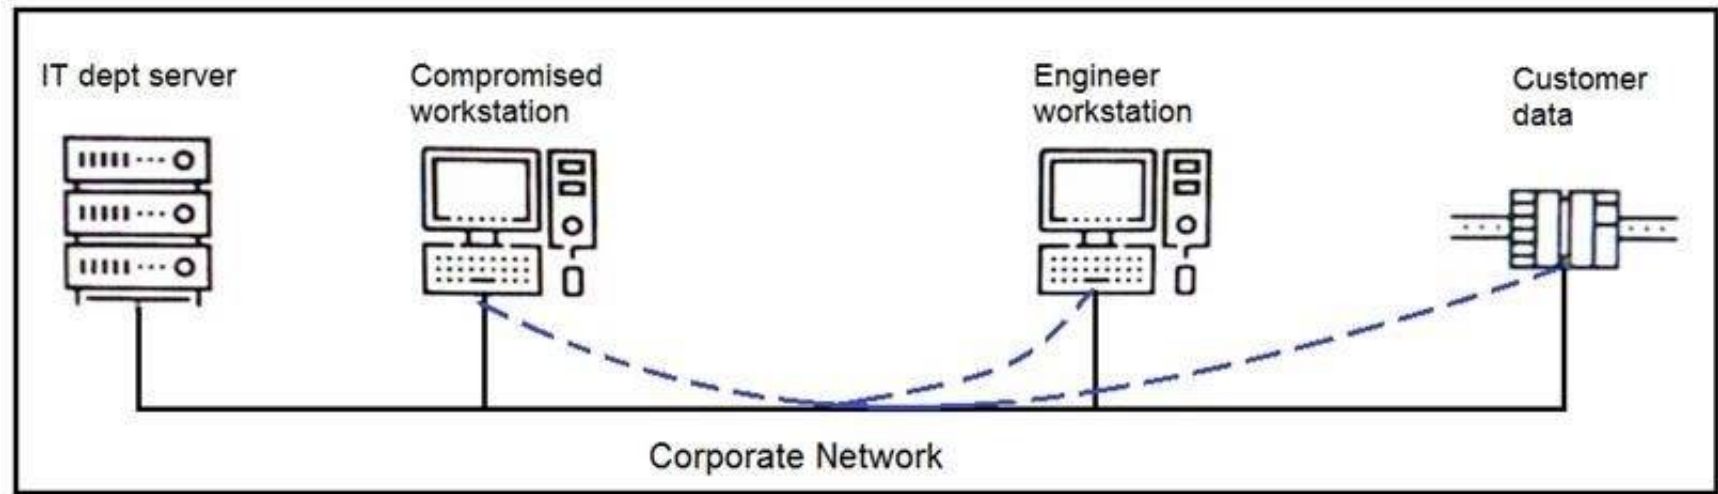 IT dept server
Compromised
workstation
Engineer
workstation
Customer
data
Corporate Network